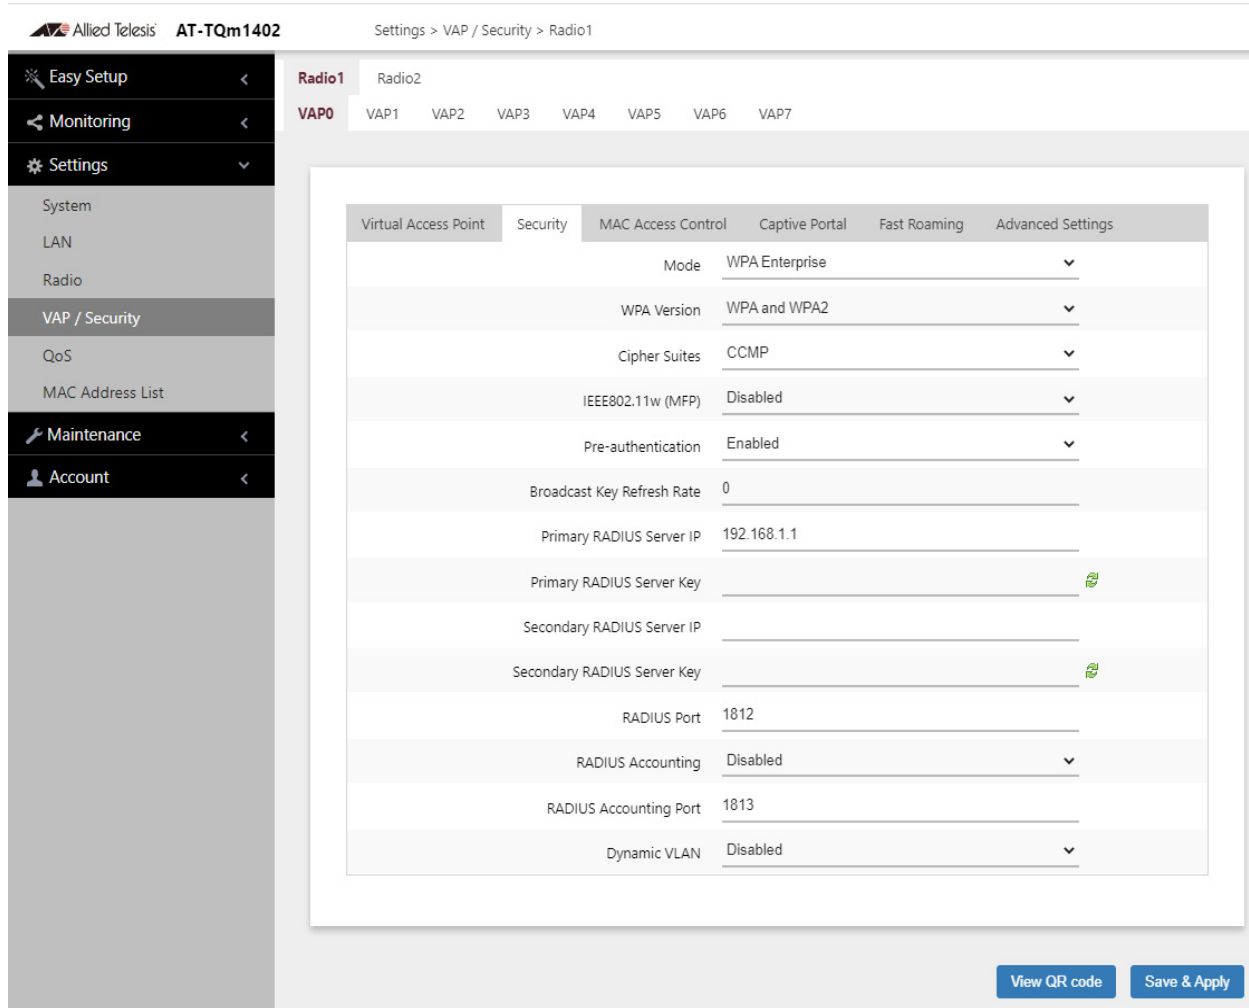 Allied Telesis AT-TQm1402 Settings > VAP / Security > Radio1
Easy Setup
Monitoring
Settings
System
LAN
Radio
VAP / Security
QoS
MAC Address List
Maintenance
Account
Radio1 Radio2
VAP0 VAP1 VAP2 VAP3 VAP4 VAP5 VAP6 VAP7
Virtual Access Point Security MAC Access Control Captive Portal Fast Roaming Advanced Settings
Mode WPA Enterprise
WPA Version WPA and WPA2
Cipher Suites CCMP
IEEE802.11w (MFP) Disabled
Pre-authentication Enabled
Broadcast Key Refresh Rate 0
Primary RADIUS Server IP 192.168.1.1
Primary RADIUS Server Key
Secondary RADIUS Server IP
Secondary RADIUS Server Key
RADIUS Port 1812
RADIUS Accounting Disabled
RADIUS Accounting Port 1813
Dynamic VLAN Disabled
View QR code Save & Apply